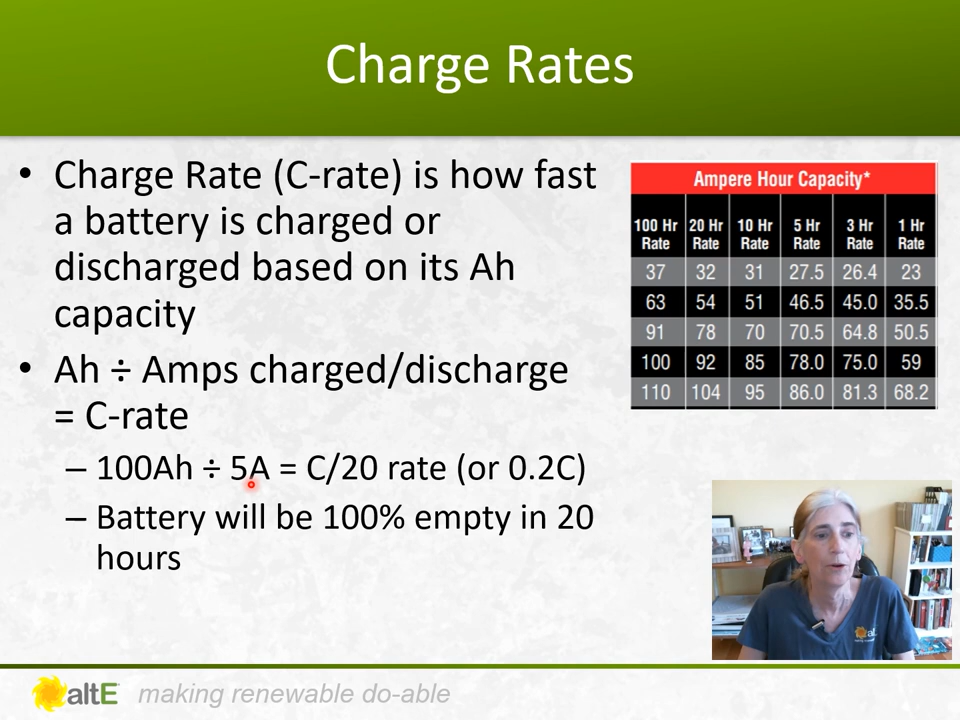 Charge Rates
• Charge Rate (C-rate) is how fast
a battery is charged or
discharged based on its Ah
capacity
• Ah ÷ Amps charged/discharge
= C-rate
– 100Ah ÷ 5A = C/20 rate (or 0.2C)
– Battery will be 100% empty in 20
hours
Ampere Hour Capacity*
100 Hr Rate 20 Hr Rate 10 Hr Rate 5 Hr Rate 3 Hr Rate 1 Hr Rate
37 32 31 27.5 26.4 23
63 54 51 46.5 45.0 35.5
91 78 70 70.5 64.8 50.5
100 92 85 78.0 75.0 59
110 104 95 86.0 81.3 68.2
altE making renewable do-able